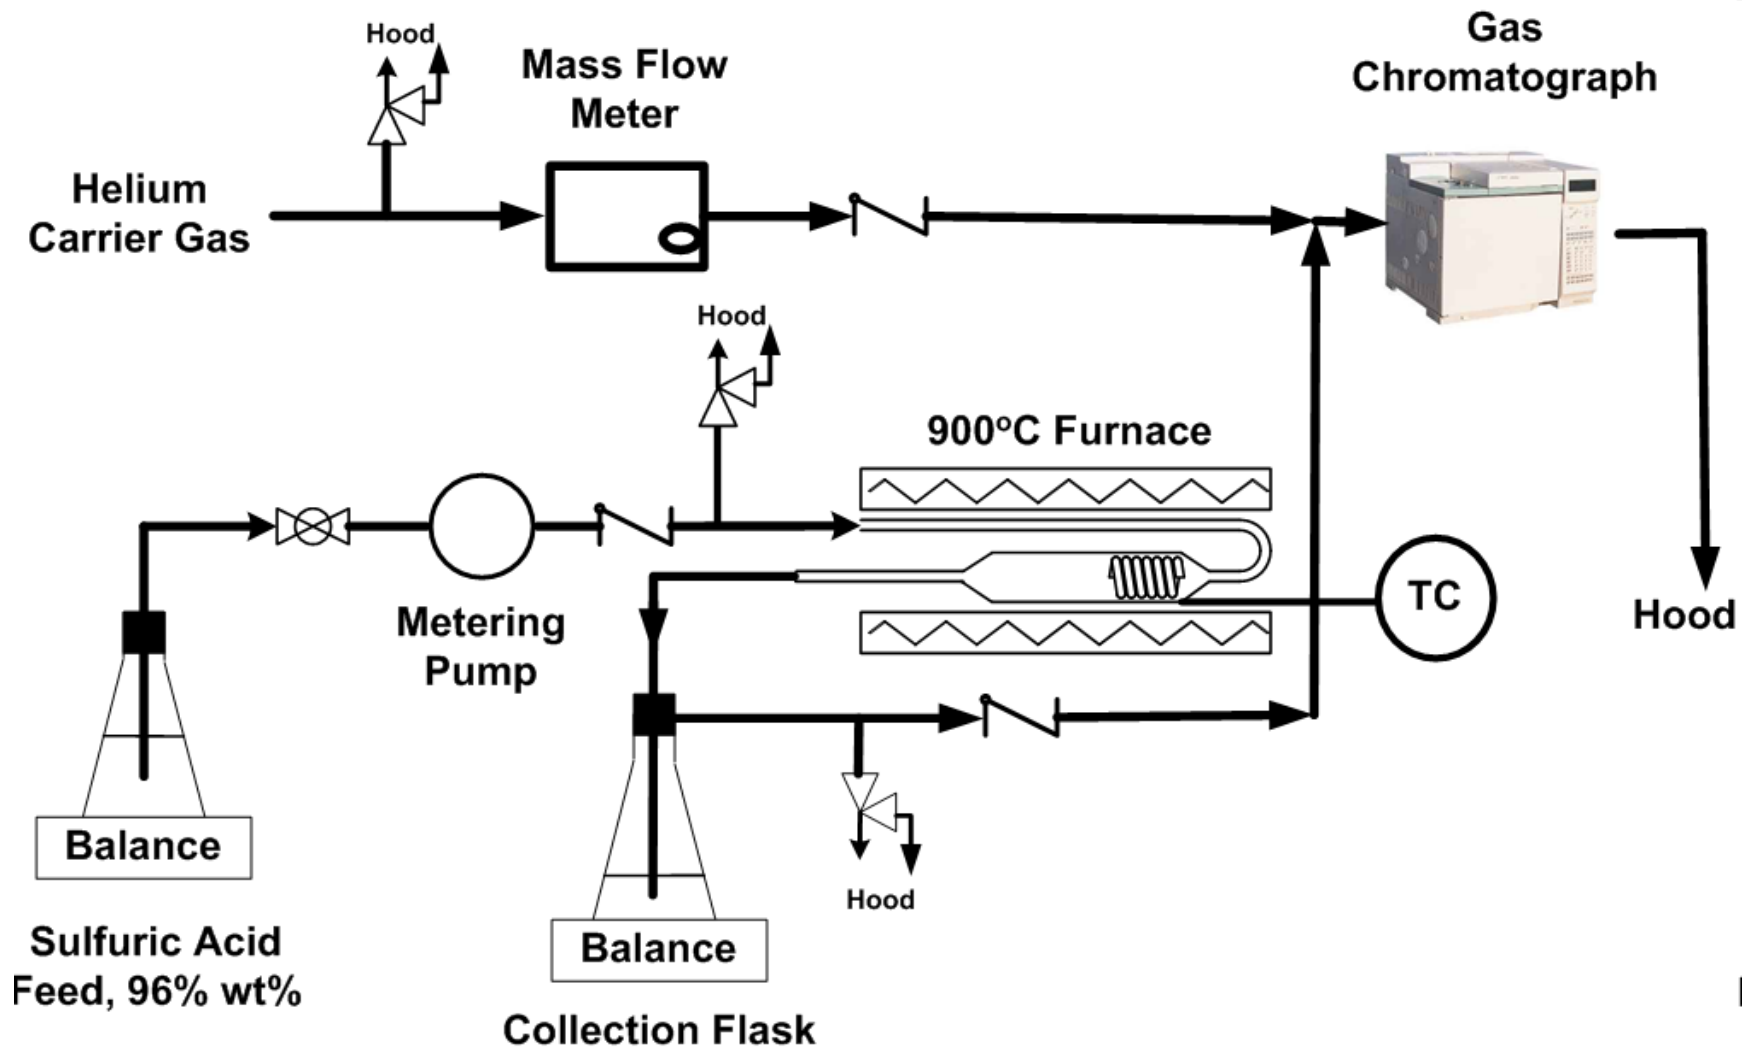 Hood
Mass Flow
Meter
Gas
Chromatograph
Helium
Carrier Gas
Hood
900°C Furnace
Metering
Pump
TC
Hood
Balance
Hood
Balance
Sulfuric Acid
Feed, 96% wt%
Collection Flask